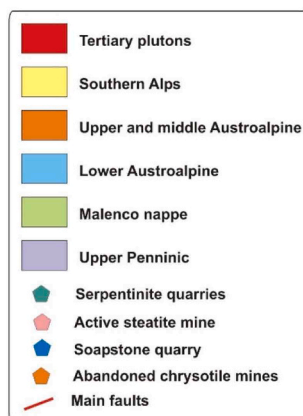 Tertiary plutons
Southern Alps
Upper and middle Austroalpine
Lower Austroalpine
Malenco nappe
Upper Penninic
Serpentinite quarries
Active steatite mine
Soapstone quarry
Abandoned chrysotile mines
Main faults